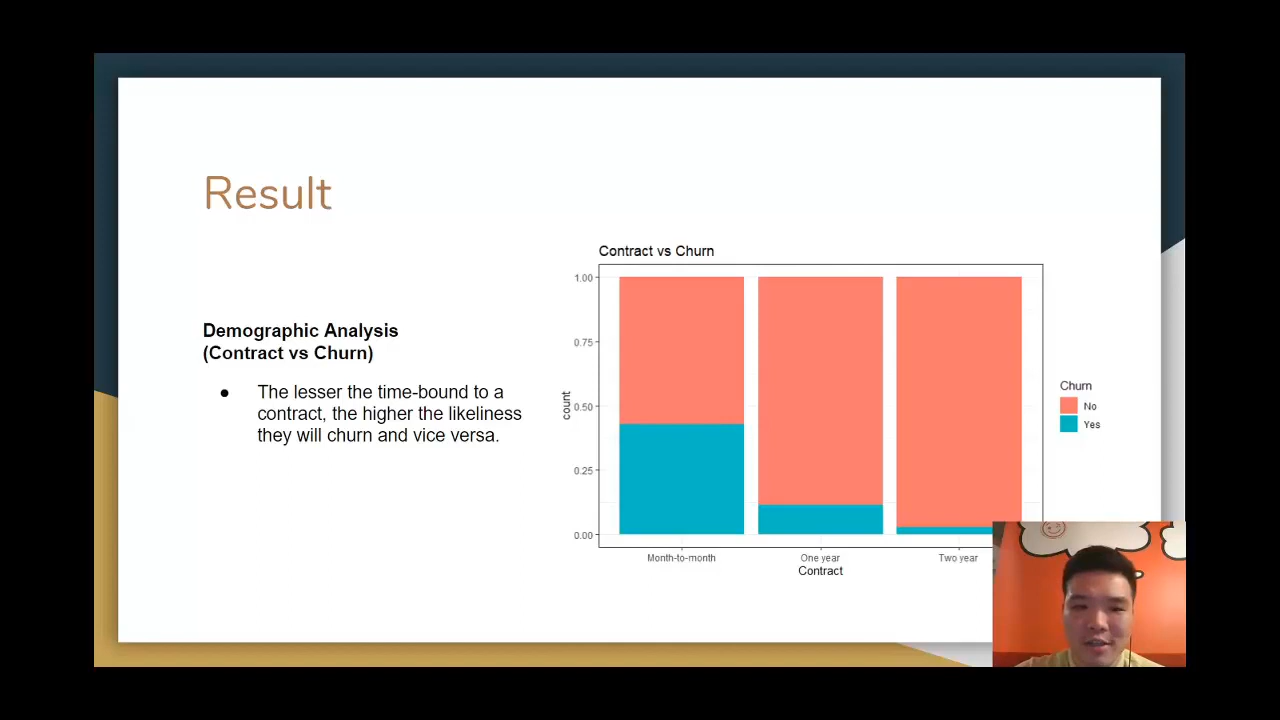 Result
Demographic Analysis
(Contract vs Churn)
● The lesser the time-bound to a
contract, the higher the likeliness
they will churn and vice versa.
Contract vs Churn
count
1.00
0.75
0.50
0.25
0.00
Month-to-month One year Two year
Contract
Churn
No
Yes